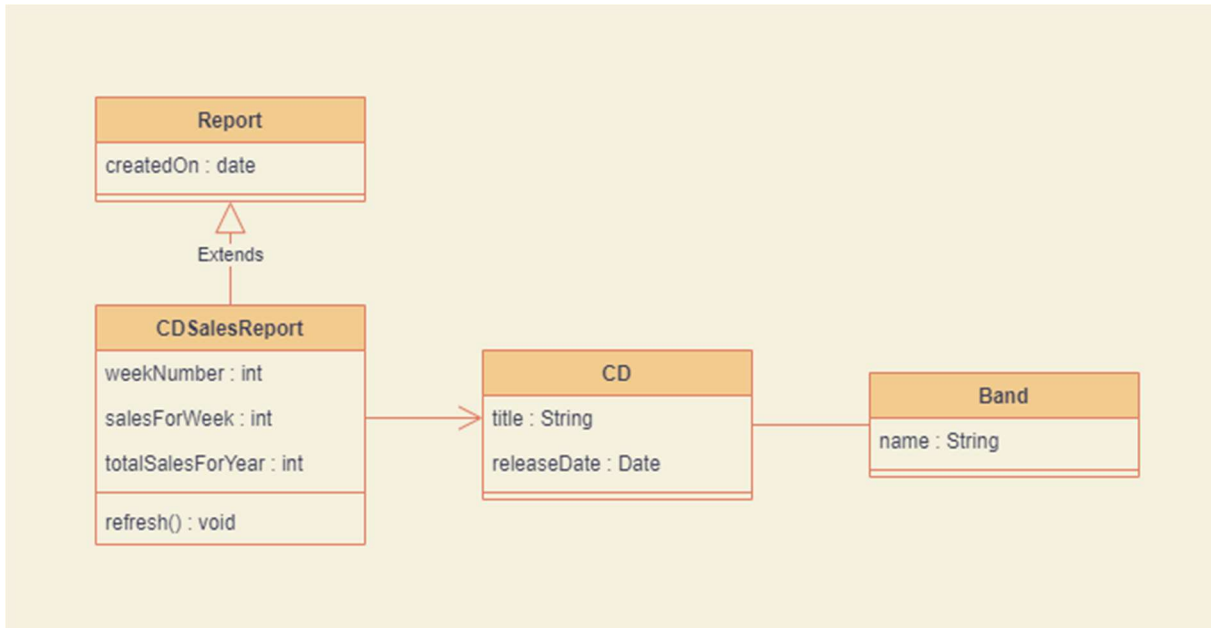 Report
createdOn : date
Extends
CDSalesReport
weekNumber : int
salesForWeek : int
totalSalesForYear : int
refresh() : void
CD
title : String
releaseDate : Date
Band
name : String